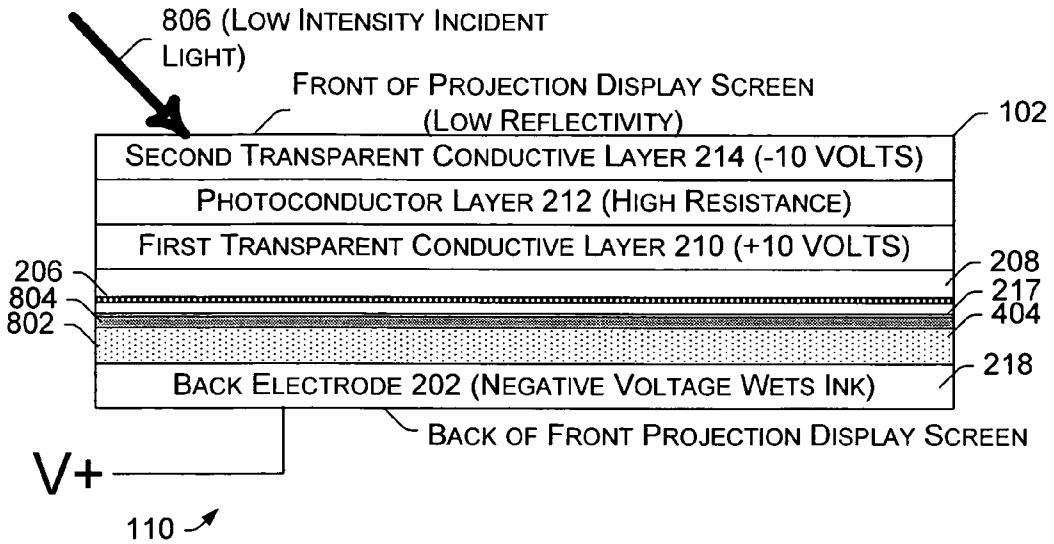 806 (LOW INTENSITY INCIDENT
LIGHT)
FRONT OF PROJECTION DISPLAY SCREEN
(LOW REFLECTIVITY)
102
SECOND TRANSPARENT CONDUCTIVE LAYER 214 (-10 VOLTS)
PHOTOCONDUCTOR LAYER 212 (HIGH RESISTANCE)
FIRST TRANSPARENT CONDUCTIVE LAYER 210 (+10 VOLTS)
206
208
804
217
802
404
BACK ELECTRODE 202 (NEGATIVE VOLTAGE WETS INK)
218
BACK OF FRONT PROJECTION DISPLAY SCREEN
V+
110